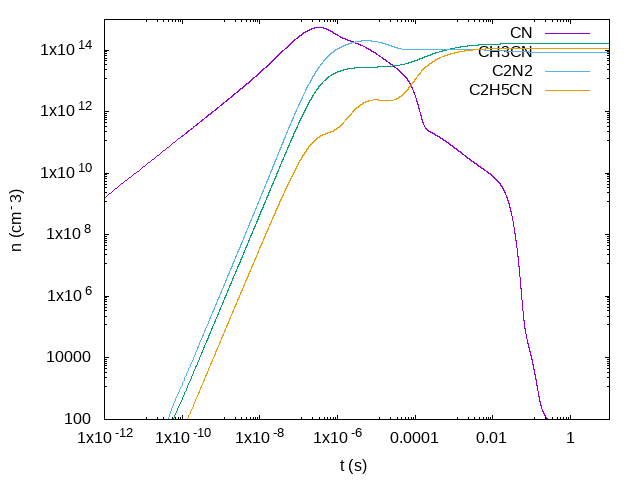 CN
CH3CN
C2N2
C2H5CN
1x10^14
1x10^12
1x10^10
1x10^8
1x10^6
10000
100
n (cm^-3)
1x10^-12 1x10^-10 1x10^-8 1x10^-6 0.0001 0.01 1
t (s)